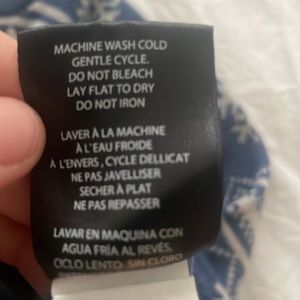 MACHINE WASH COLD
GENTLE CYCLE.
DO NOT BLEACH
LAY FLAT TO DRY
DO NOT IRON
LAVER À LA MACHINE
À L'EAU FROIDE
A L'ENVERS, CYCLE DELLICAT
NE PAS JAVELLISER
SECHER À PLAT
NE PAS REPASSER
LAVAR EN MAQUINA CON
AGUA FRÍA AL REVÉS,
CICLO LENTO SIN CLORO